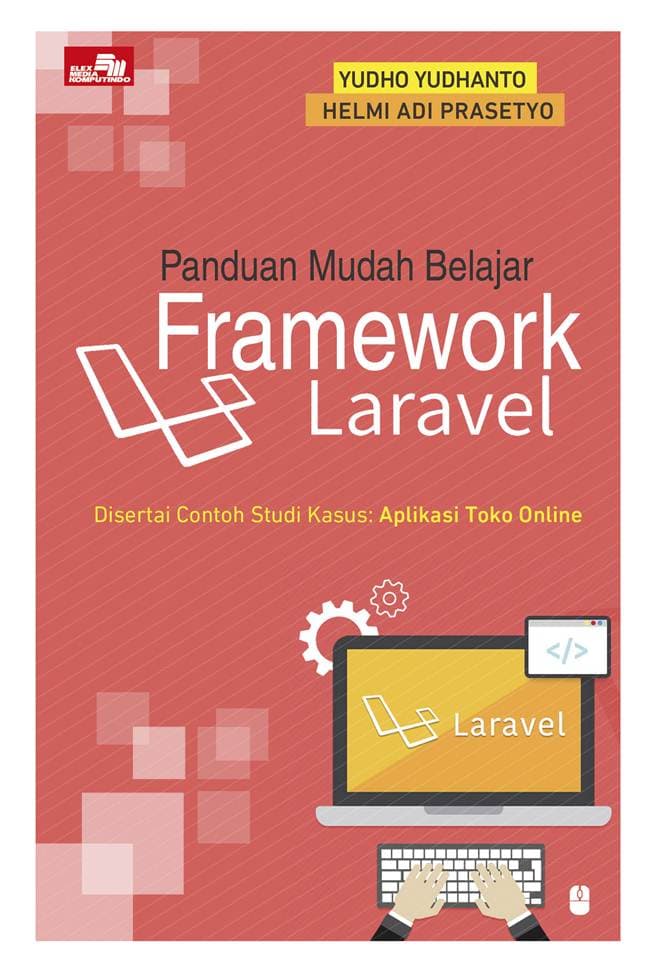 ELEX
MEDIA
KOMPUTINDO
YUDHO YUDHANTO
HELMI ADI PRASETYO
Panduan Mudah Belajar
Framework
Laravel
Disertai Contoh Studi Kasus: Aplikasi Toko Online
</>
Laravel